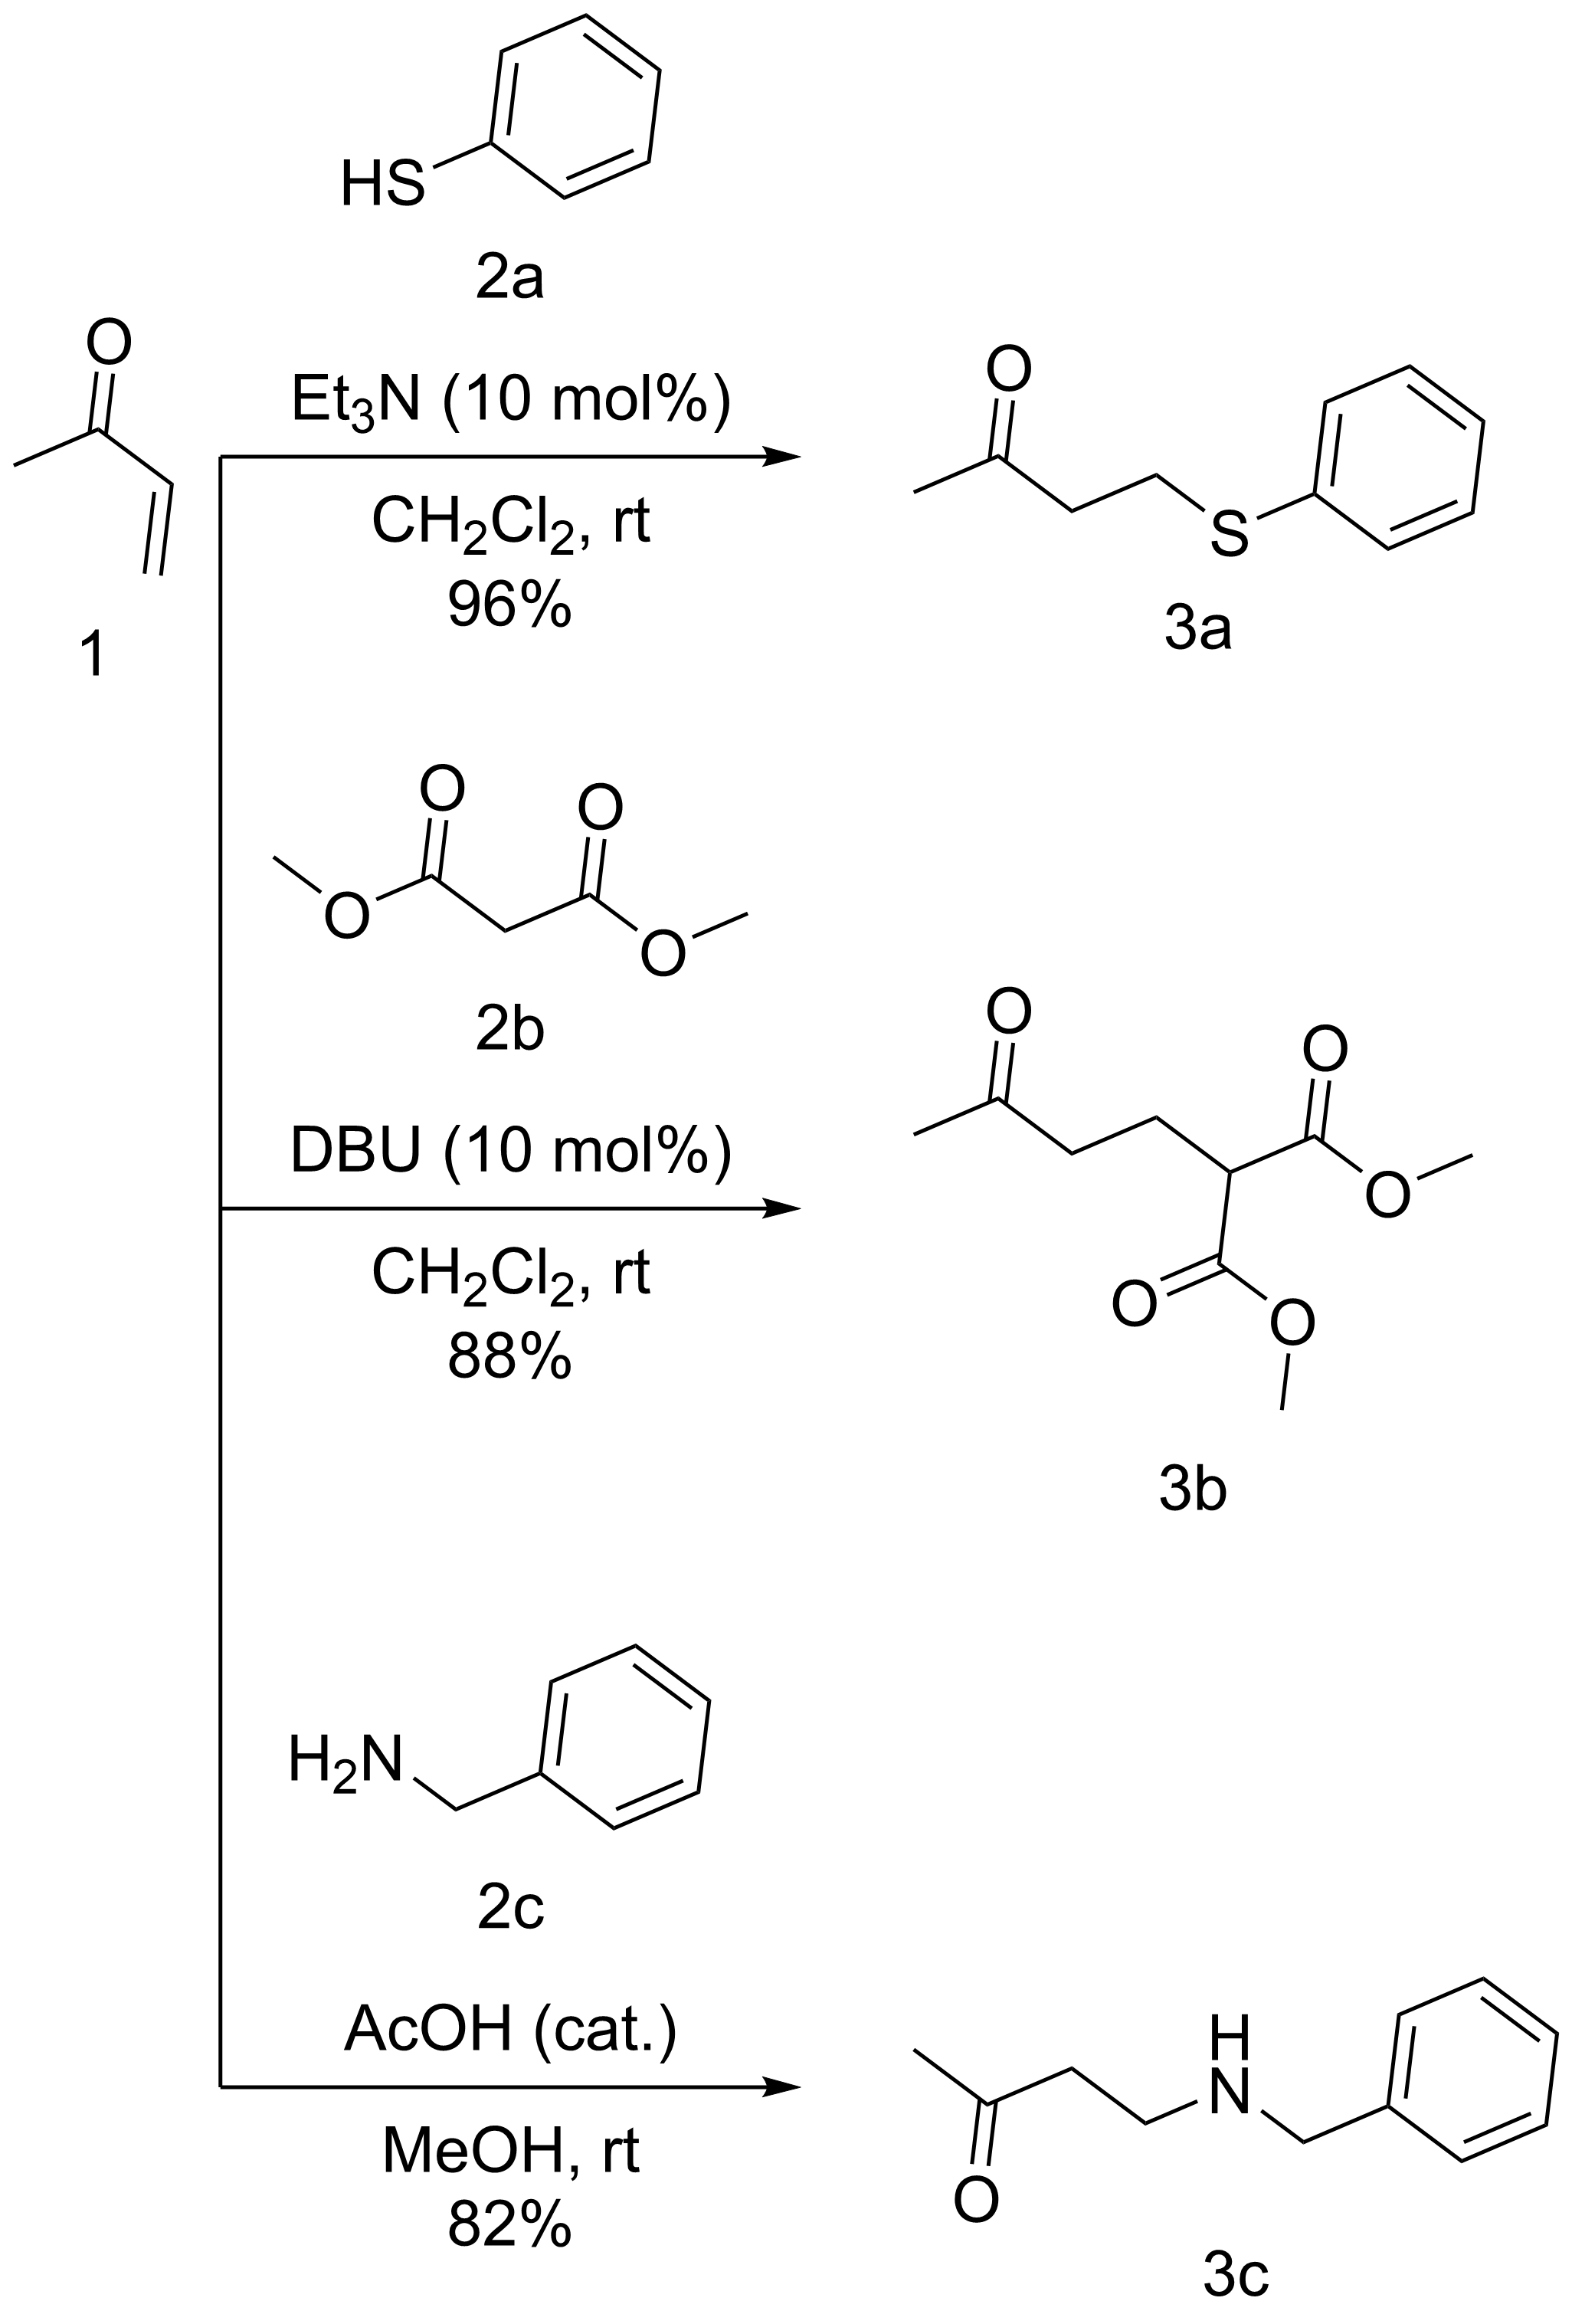 HS
2a
O
1
Et3N (10 mol%)
CH2Cl2, rt
96%
O
S
3a
O
O
O
O
2b
DBU (10 mol%)
CH2Cl2, rt
88%
O
O
O
O
O
3b
H2N
2c
AcOH (cat.)
MeOH, rt
82%
H
N
O
3c